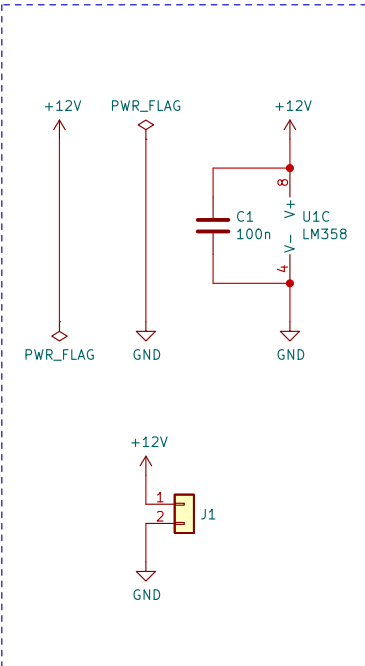 +12V
PWR_FLAG
+12V
8
V+
C1
100n
U1C
LM358
V-
4
PWR_FLAG
GND
GND
+12V
1
2
J1
GND